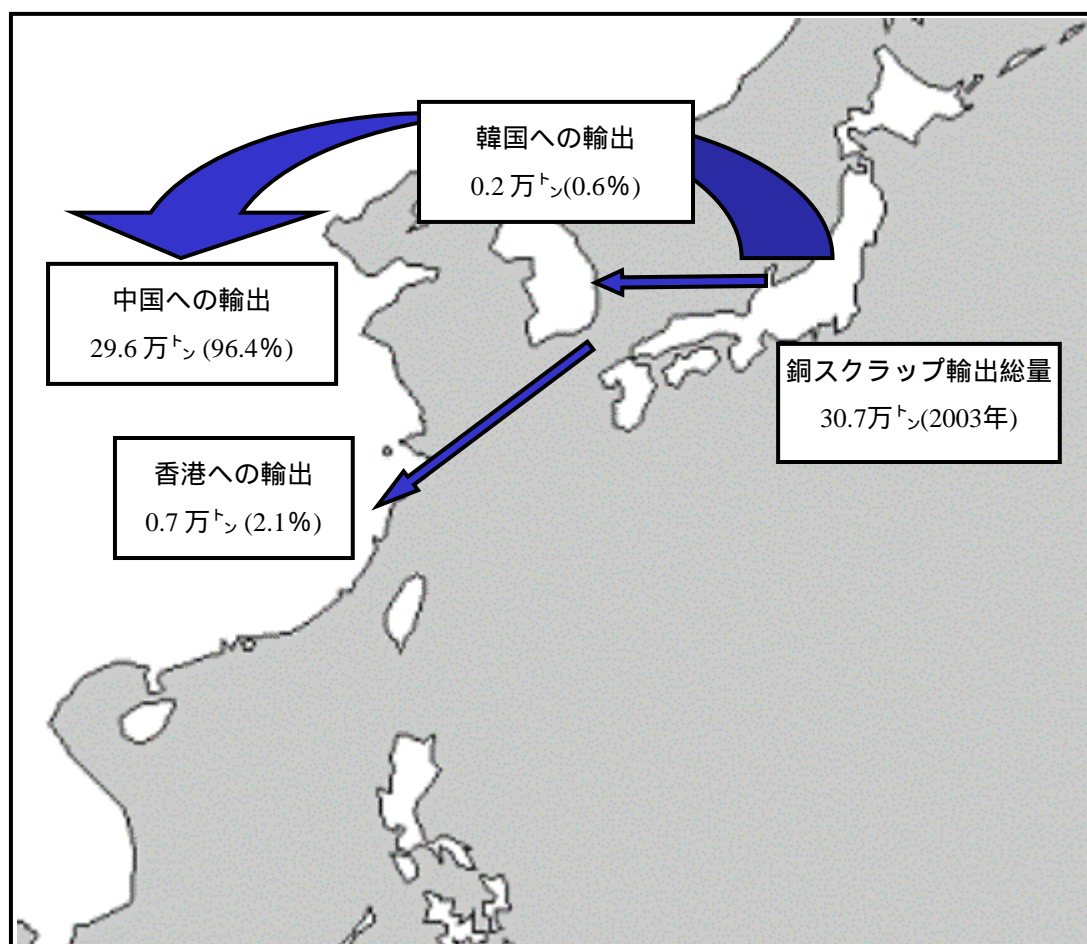 韓国への輸出
0.2 万㌧(0.6%)
中国への輸出
29.6 万㌧ (96.4%)
銅スクラップ輸出総量
30.7万㌧(2003年)
香港への輸出
0.7 万㌧ (2.1%)